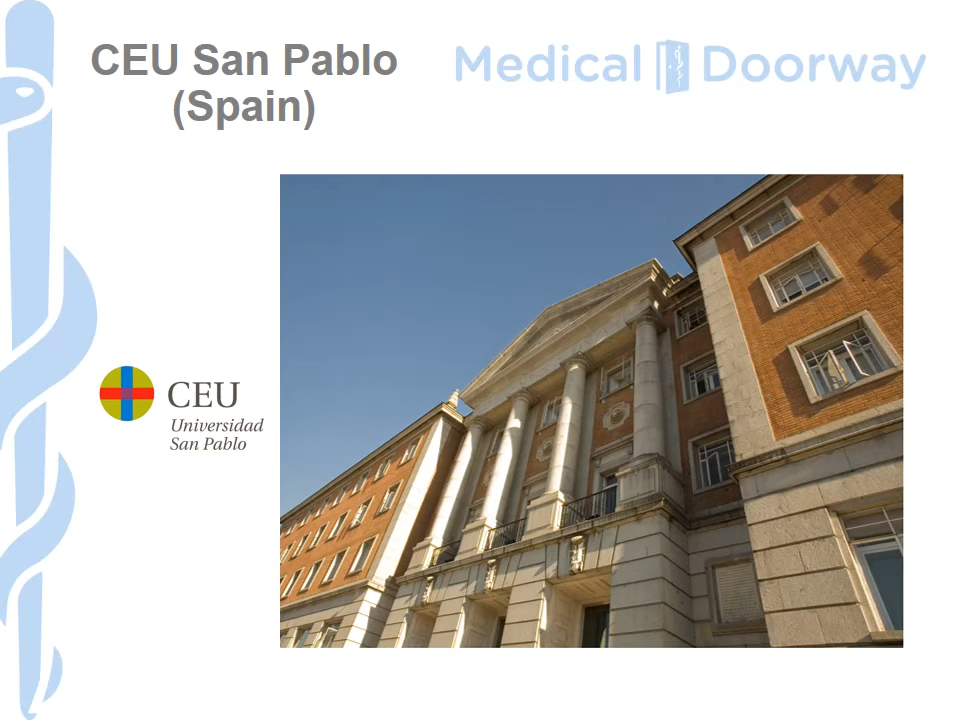 CEU San Pablo
(Spain)
Medical Doorway
CEU
Universidad
San Pablo